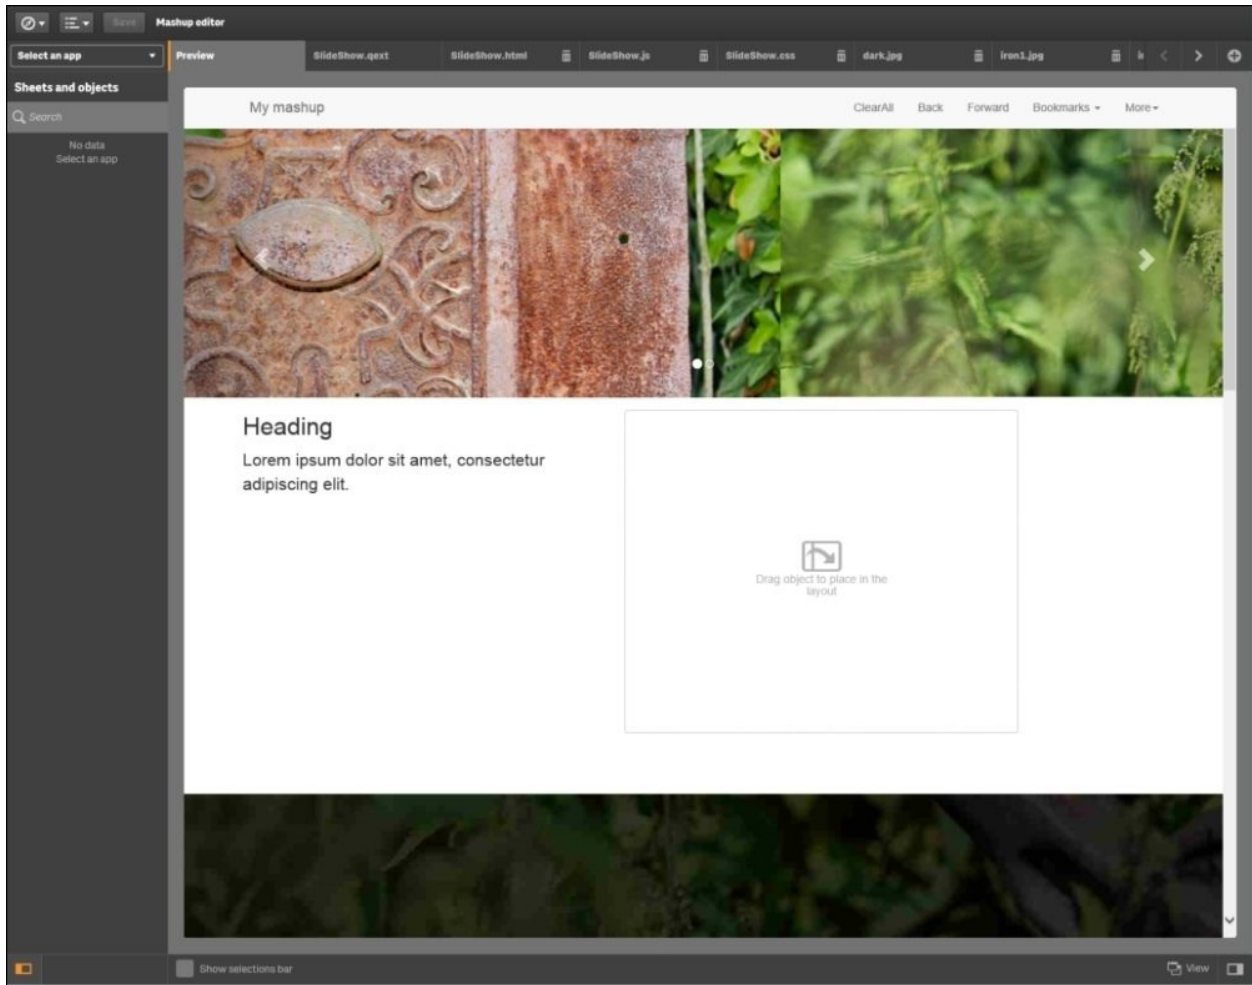 Save
Mashup editor
Select an app
Preview
SlideShow.qext
SlideShow.html
SlideShow.js
SlideShow.css
dark.jpg
iron1.jpg
Sheets and objects
Search
No data
Select an app
My mashup
ClearAll
Back
Forward
Bookmarks
More
Heading
Lorem ipsum dolor sit amet, consectetur
adipiscing elit.
Drag object to place in the
layout
Show selections bar
View